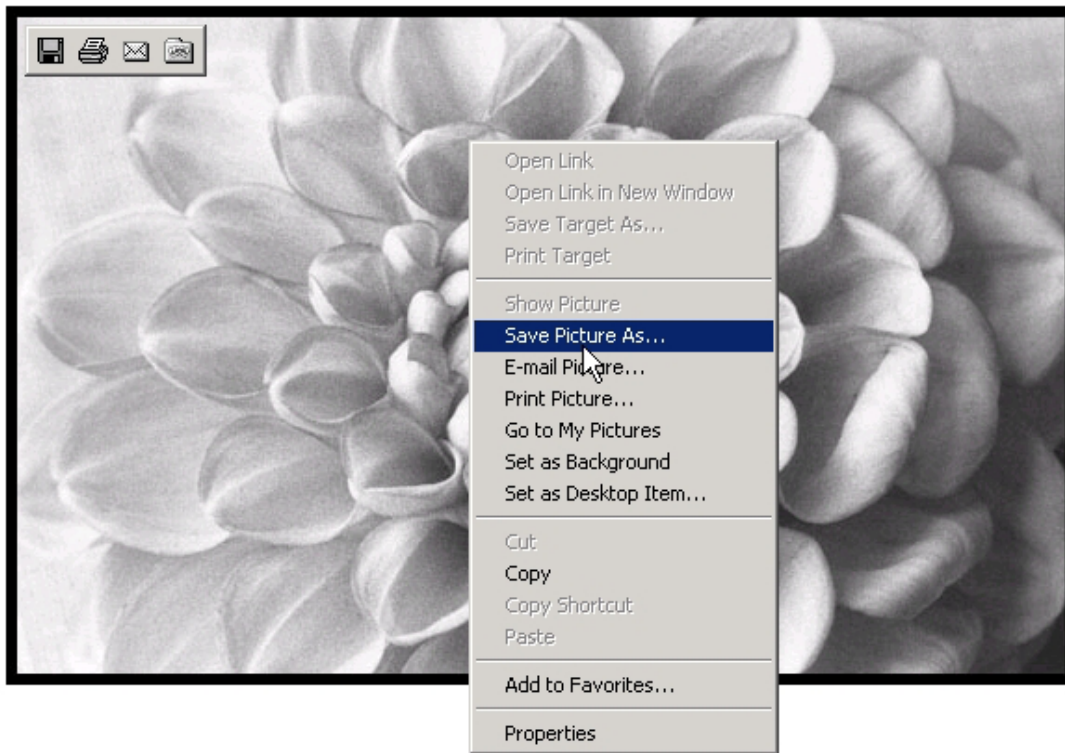 Open Link
Open Link in New Window
Save Target As...
Print Target
Show Picture
Save Picture As...
E-mail Picture...
Print Picture...
Go to My Pictures
Set as Background
Set as Desktop Item...
Cut
Copy
Copy Shortcut
Paste
Add to Favorites...
Properties